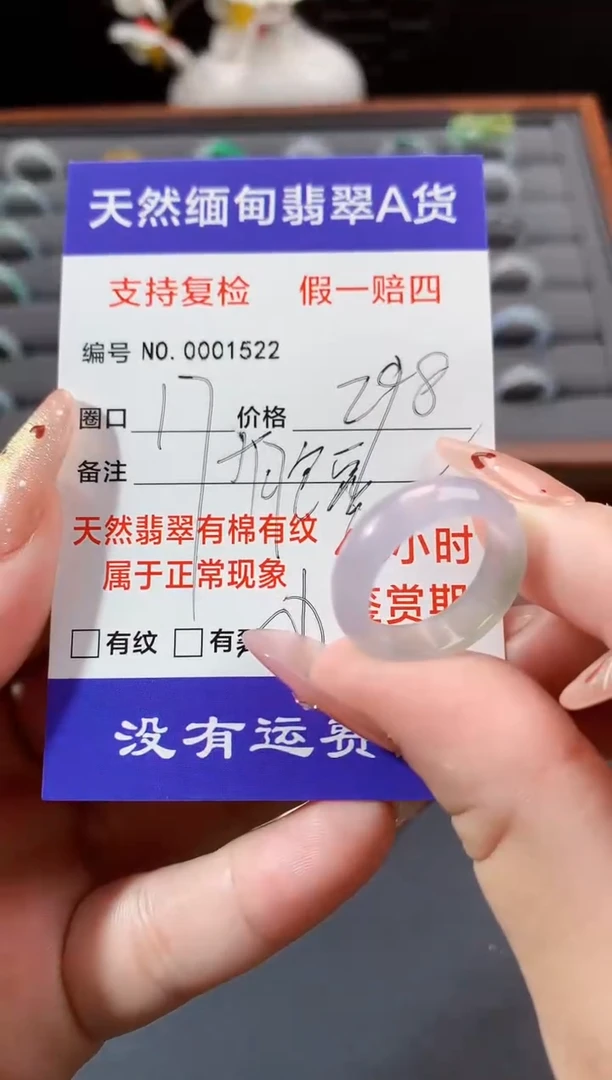 天然缅甸翡翠A货
支持复检 假一赔四
编号 NO.0001522
圈口 17 价格 298
备注
天然翡翠有棉有纹 小时
属于正常现象 鉴赏期
有纹 有裂
没有运费